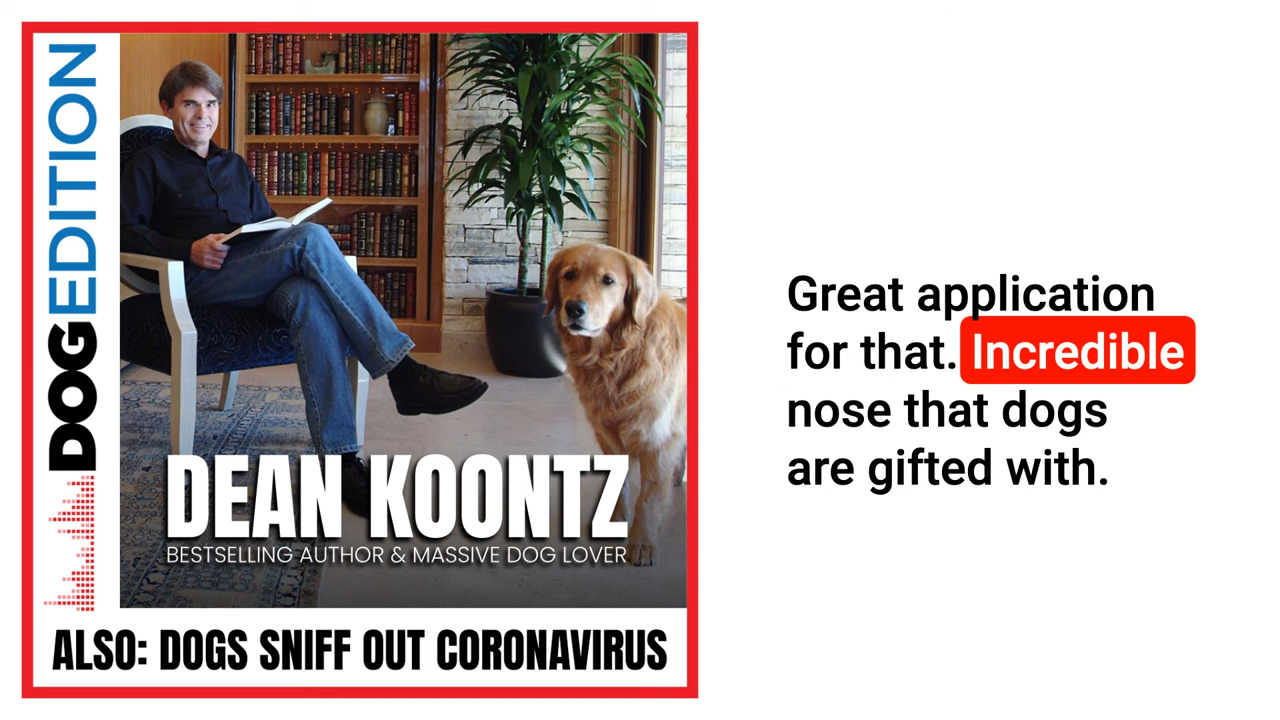 DOGEDITION
DEAN KOONTZ
BESTSELLING AUTHOR & MASSIVE DOG LOVER
ALSO: DOGS SNIFF OUT CORONAVIRUS
Great application
for that. Incredible
nose that dogs
are gifted with.